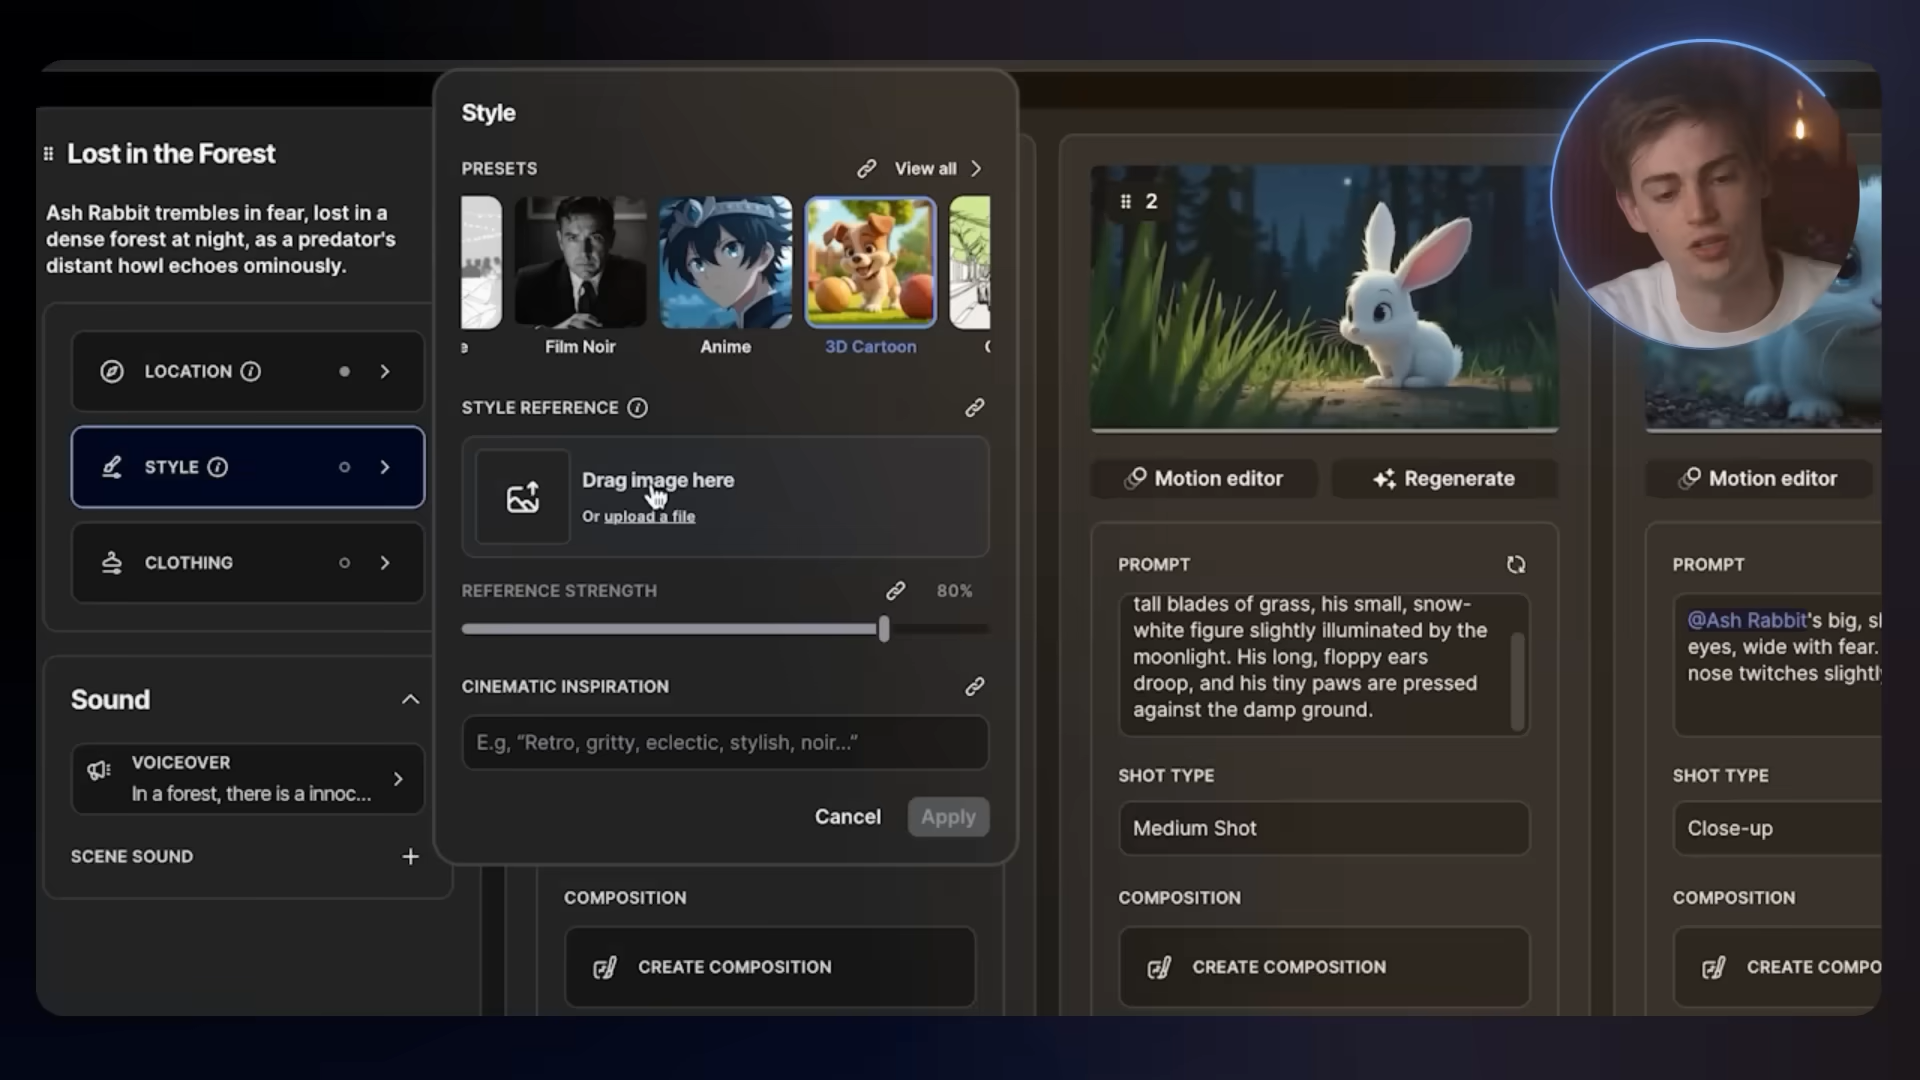 Lost in the Forest
Ash Rabbit trembles in fear, lost in a
dense forest at night, as a predator's
distant howl echoes ominously.
LOCATION
STYLE
CLOTHING
Sound
VOICEOVER
In a forest, there is a innoc...
SCENE SOUND
Style
PRESETS
View all
e
Film Noir
Anime
3D Cartoon
STYLE REFERENCE
Drag image here
Or upload a file
REFERENCE STRENGTH
80%
CINEMATIC INSPIRATION
E.g, “Retro, gritty, eclectic, stylish, noir...”
Cancel
Apply
COMPOSITION
CREATE COMPOSITION
2
Motion editor
Regenerate
PROMPT
tall blades of grass, his small, snow-
white figure slightly illuminated by the
moonlight. His long, floppy ears
droop, and his tiny paws are pressed
against the damp ground.
SHOT TYPE
Medium Shot
COMPOSITION
CREATE COMPOSITION
Motion editor
PROMPT
@Ash Rabbit's big,
eyes, wide with fear.
nose twitches slightly
SHOT TYPE
Close-up
COMPOSITION
CREATE COMPO